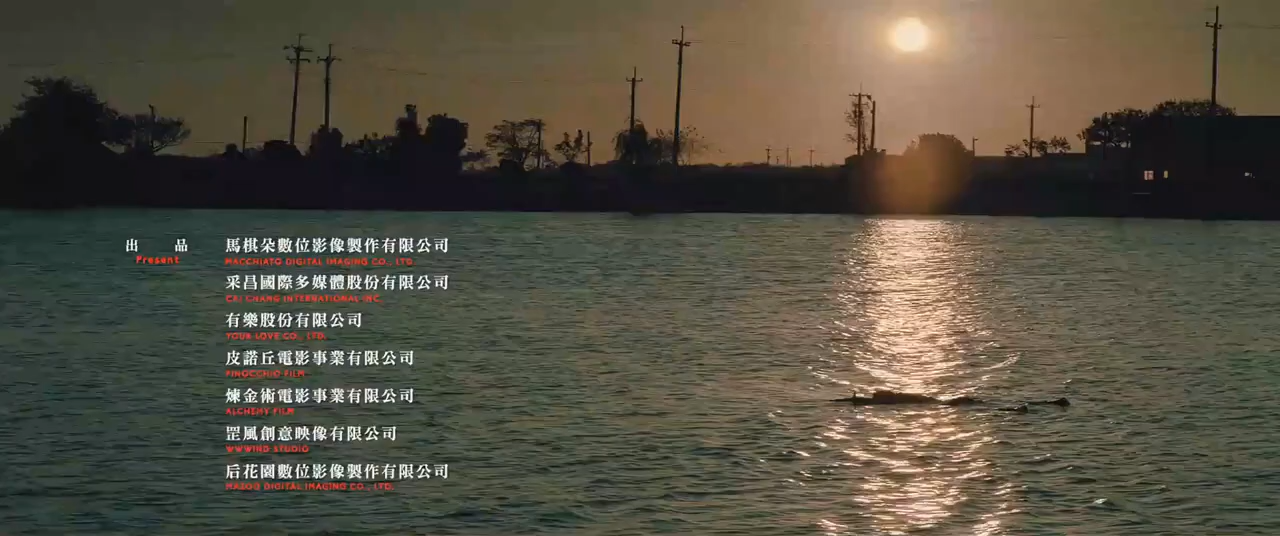 出品
Present
馬棋朵數位影像製作有限公司
MACCHIATO DIGITAL IMAGING CO., LTD.
采昌國際多媒體股份有限公司
CAI CHANG INTERNATIONAL INC.
有樂股份有限公司
YOUR LOVE CO., LTD.
皮諾丘電影事業有限公司
PINOCCHIO FILM
煉金術電影事業有限公司
ALCHEMY FILM
罡風創意映像有限公司
WWWIND STUDIO
后花園數位影像製作有限公司
DIGITAL IMAGING CO., LTD.